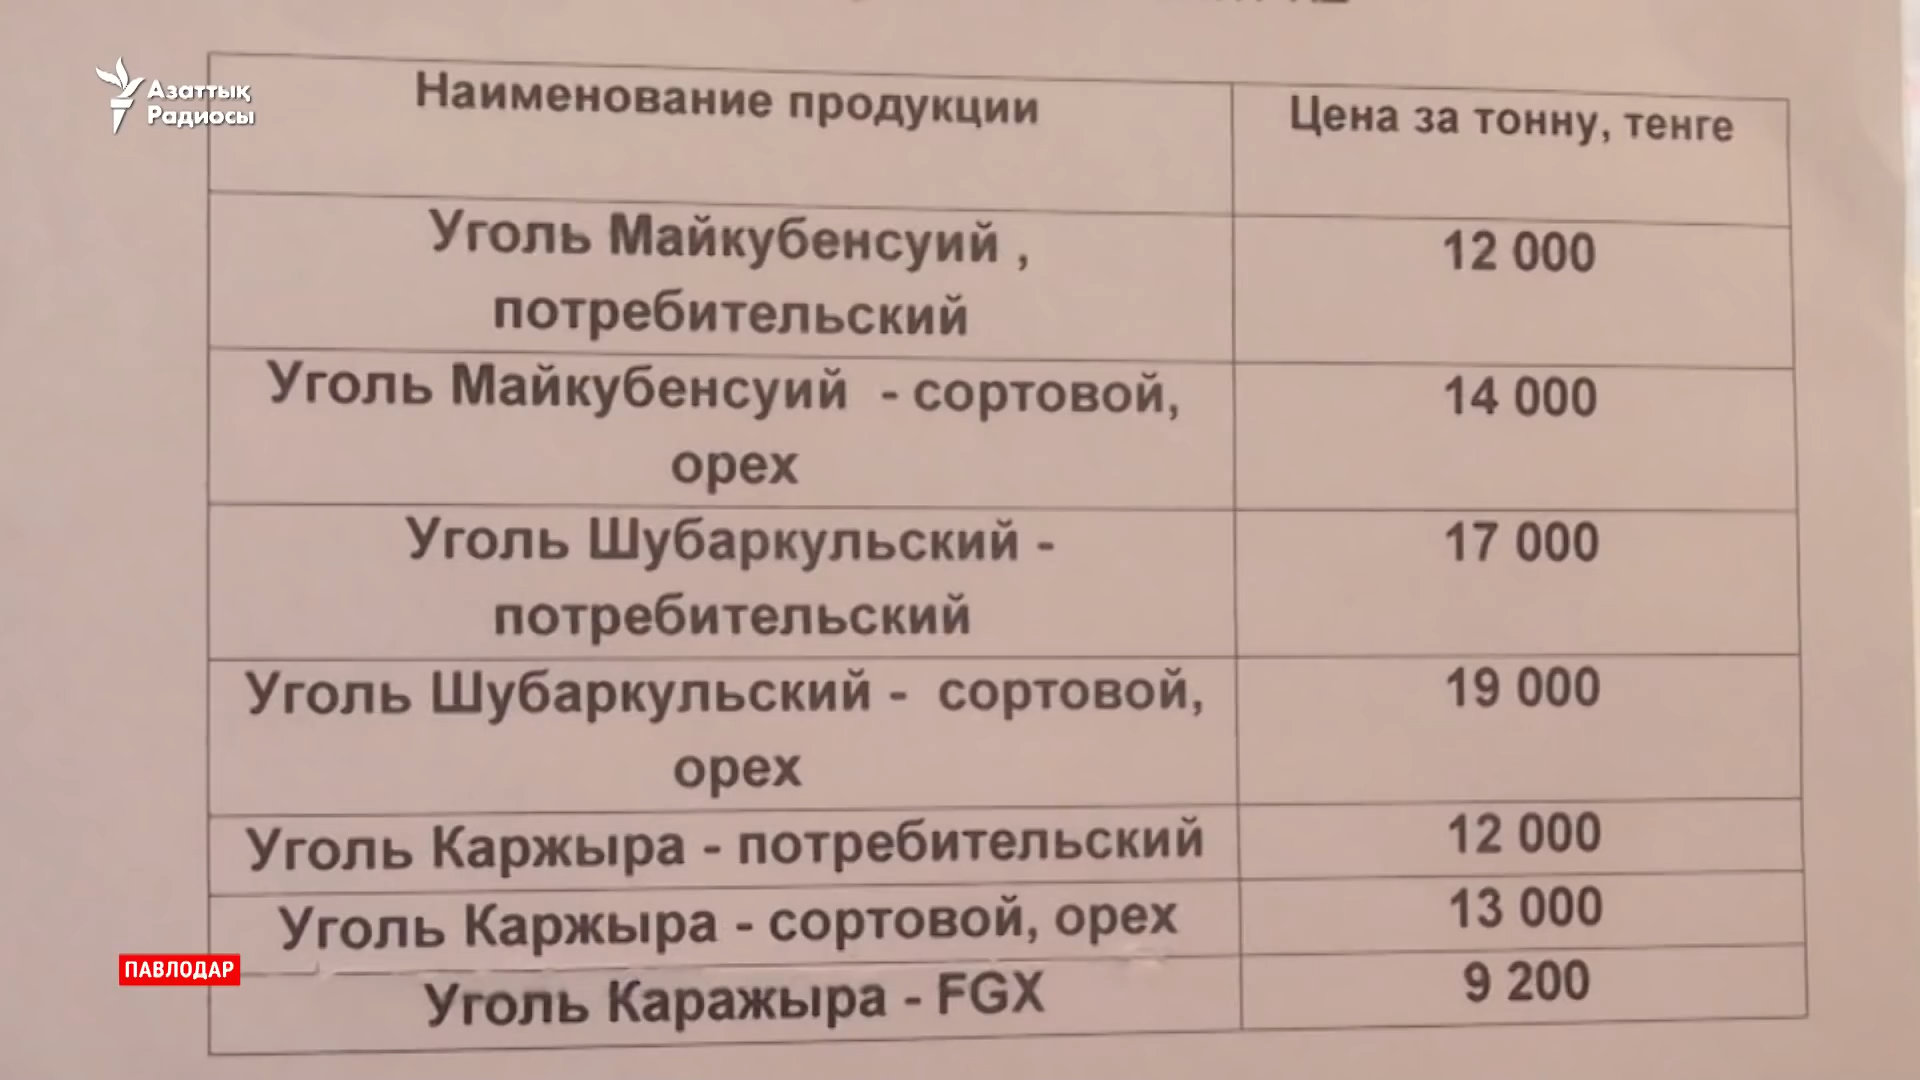 Азаттық
Радиосы
Наименование продукции
Цена за тонну, тенге
Уголь Майкубенсуий ,
потребительский
12 000
Уголь Майкубенсуий - сортовой,
орех
14 000
Уголь Шубаркульский -
потребительский
17 000
Уголь Шубаркульский - сортовой,
орех
19 000
Уголь Каржыра - потребительский
12 000
Уголь Каржыра - сортовой, орех
13 000
Уголь Каражыра - FGX
9 200
ПАВЛОДАР